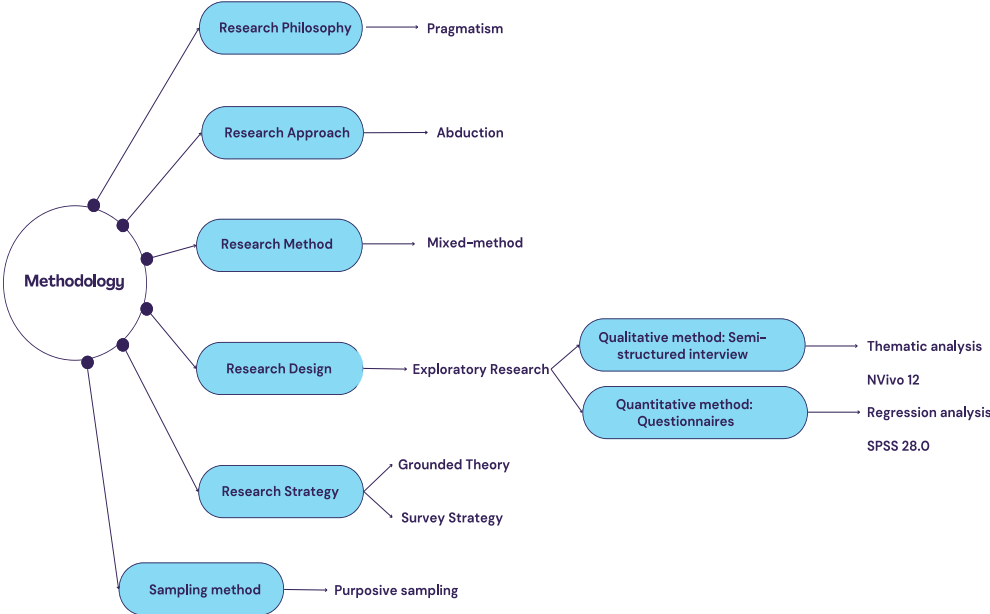 Research Philosophy
Pragmatism
Research Approach
Abduction
Research Method
Mixed-method
Methodology
Research Design
Exploratory Research
Qualitative method: Semi-
structured interview
Thematic analysis
NVivo 12
Quantitative method:
Questionnaires
Regression analysis
SPSS 28.0
Research Strategy
Grounded Theory
Survey Strategy
Sampling method
Purposive sampling